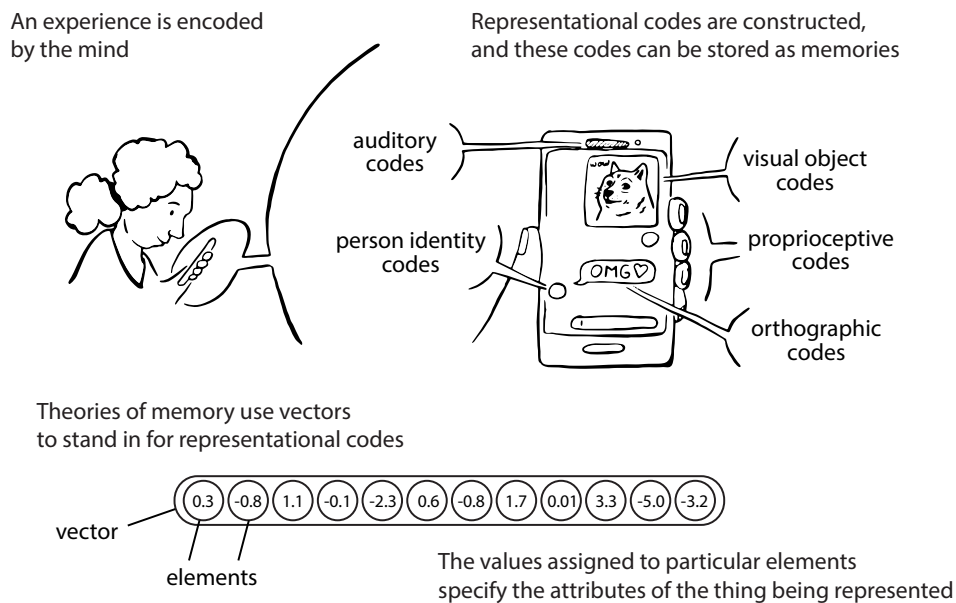 An experience is encoded
by the mind
Representational codes are constructed,
and these codes can be stored as memories
auditory
codes
wow!
visual object
codes
person identity
codes
proprioceptive
codes
OMG♡
orthographic
codes
Theories of memory use vectors
to stand in for representational codes
0.3 -0.8 1.1 -0.1 -2.3 0.6 -0.8 1.7 0.01 3.3 -5.0 -3.2
vector
elements
The values assigned to particular elements
specify the attributes of the thing being represented